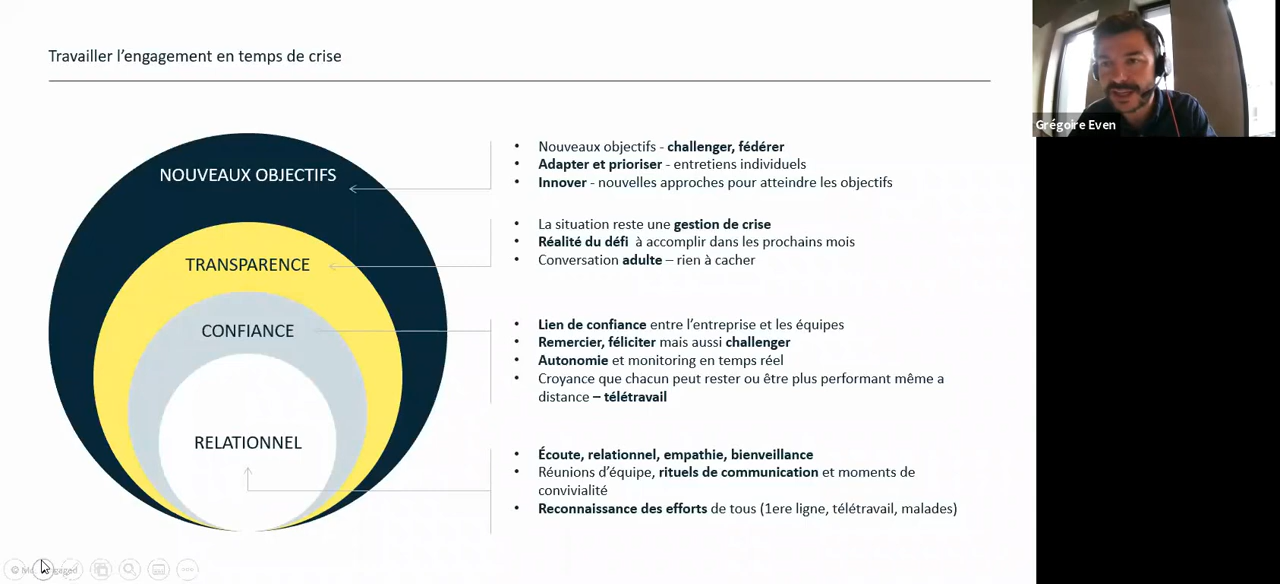 Travailler l'engagement en temps de crise
Grégoire Even
NOUVEAUX OBJECTIFS
• Nouveaux objectifs - challenger, fédérer
• Adapter et prioriser - entretiens individuels
• Innover - nouvelles approches pour atteindre les objectifs
TRANSPARENCE
• La situation reste une gestion de crise
• Réalité du défi à accomplir dans les prochains mois
• Conversation adulte – rien à cacher
CONFIANCE
• Lien de confiance entre l'entreprise et les équipes
• Remercier, féliciter mais aussi challenger
• Autonomie et monitoring en temps réel
• Croyance que chacun peut rester ou être plus performant même a
distance – télétravail
RELATIONNEL
• Écoute, relationnel, empathie, bienveillance
• Réunions d'équipe, rituels de communication et moments de
convivialité
• Reconnaissance des efforts de tous (1ere ligne, télétravail, malades)
©